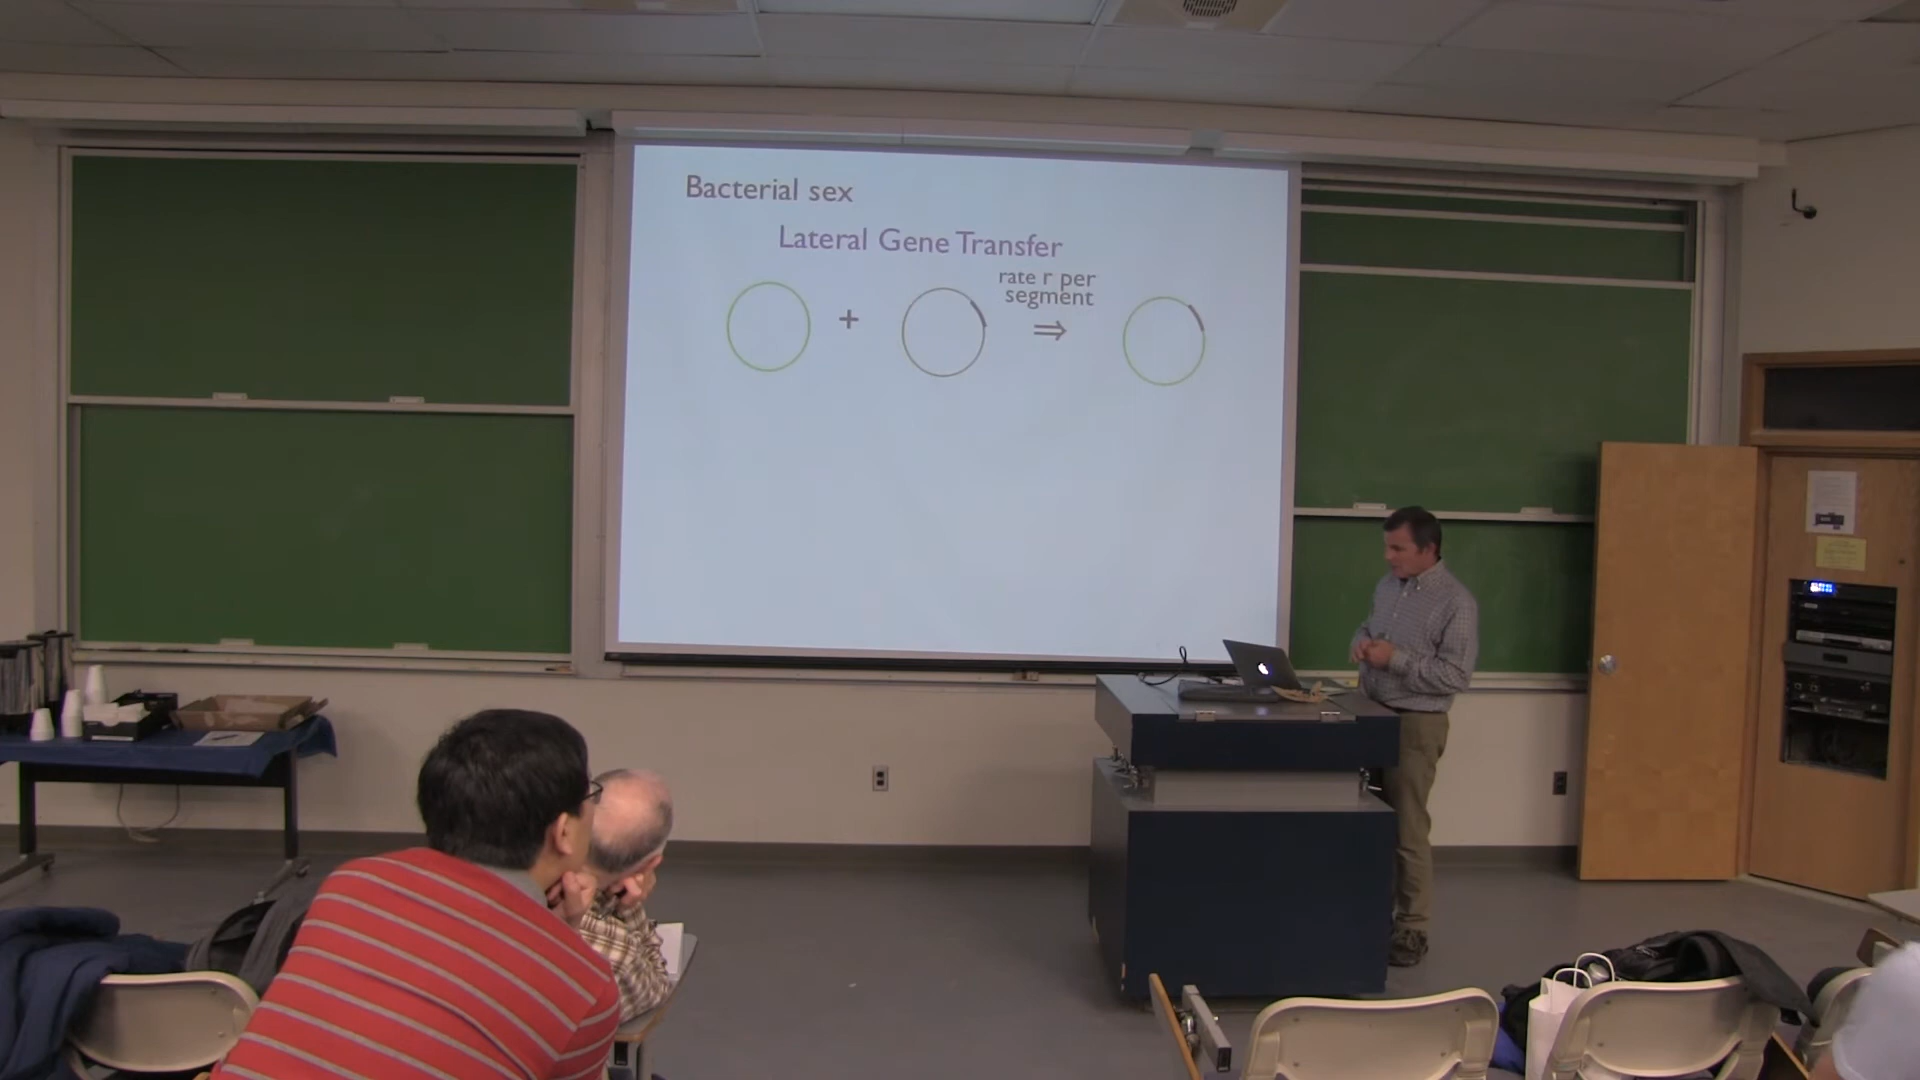 Bacterial sex
Lateral Gene Transfer
rate r per
segment
+
⇒